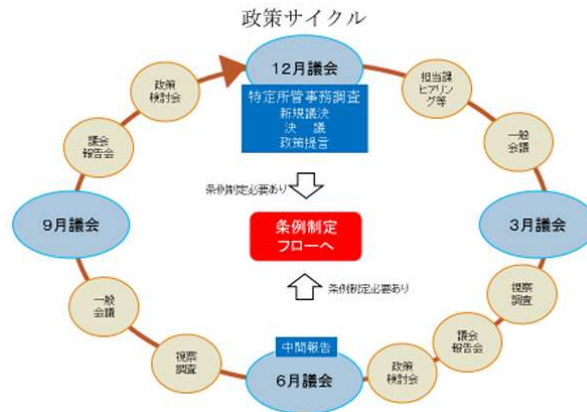 政策サイクル
12月議会
特定所管事務調査
新規議決
決　議
政策提言
担当課
ヒアリン
グ等
一般
会議
3月議会
視察
調査
議会
報告会
政策
検討会
中間報告
6月議会
視察
調査
一般
会議
9月議会
議会
報告会
政策
検討会
条例制定必要あり
条例制定
フローへ
条例制定必要あり